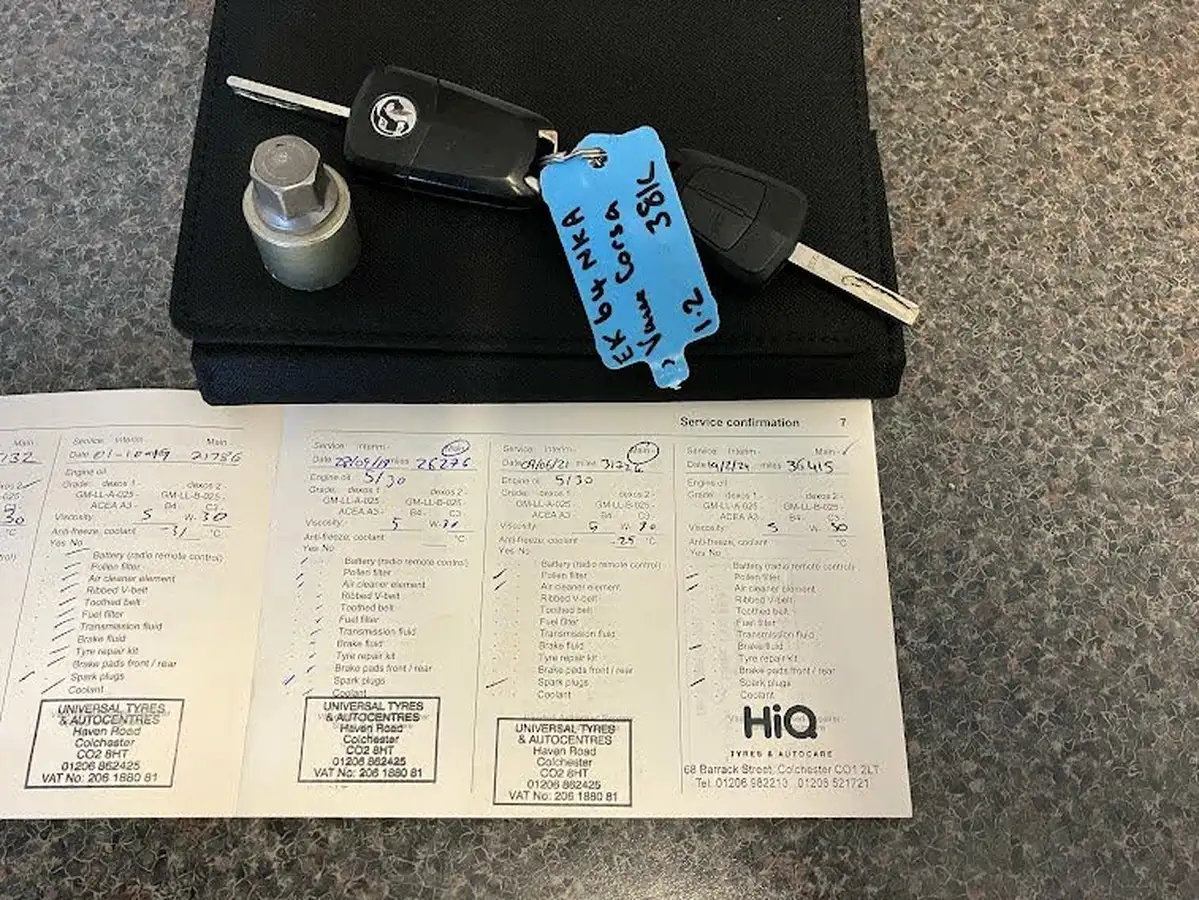 EK 64 NKA
Vaux Corsa
1.2 38K
Service confirmation 7
Main -
132
°C
Service: Interim - Main -
Date 01-10-19 miles 21786
Engine oil
Grade: dexos 1 - dexos 2 -
GM-LL-A-025 - GM-LL-B-025 -
ACEA A3 - B4 - C3 -
Viscosity: 5 W- 30
Anti-freeze, coolant -31 °C
Yes No
Battery (radio remote control)
Pollen filter
Air cleaner element
Ribbed V-belt
Toothed belt
Fuel filter
Transmission fluid
Brake fluid
Tyre repair kit
Brake pads front / rear
Spark plugs
Coolant
UNIVERSAL TYRES
& AUTOCENTRES
Haven Road
Colchester
CO2 8HT
01206 862425
VAT No: 206 1880 81
Service: Interim - Main -
Date miles 26276
Engine oil 5/30
Grade: dexos 1 - dexos 2 -
GM-LL-A-025 - GM-LL-B-025 -
ACEA A3 - B4 - C3 -
Viscosity: 5 W- 30
Anti-freeze, coolant °C
Yes No
Battery (radio remote control)
Pollen filter
Air cleaner element
Ribbed V-belt
Toothed belt
Fuel filter
Transmission fluid
Brake fluid
Tyre repair kit
Brake pads front / rear
Spark plugs
Coolant
UNIVERSAL TYRES
& AUTOCENTRES
Haven Road
Colchester
CO2 8HT
01206 862425
VAT No: 206 1880 81
Service: Interim - Main -
Date 09/06/21 miles
Engine oil 5/30
Grade: dexos 1 - dexos 2 -
GM-LL-A-025 - GM-LL-B-025 -
ACEA A3 - B4 - C3 -
Viscosity: 5 W- 30
Anti-freeze, coolant -25 °C
Yes No
Battery (radio remote control)
Pollen filter
Air cleaner element
Ribbed V-belt
Toothed belt
Fuel filter
Transmission fluid
Brake fluid
Tyre repair kit
Brake pads front / rear
Spark plugs
Coolant
UNIVERSAL TYRES
& AUTOCENTRES
Haven Road
Colchester
CO2 8HT
01206 862425
VAT No: 206 1880 81
Service: Interim - Main -
Date 19/2/24 miles 36415
Engine oil
Grade: dexos 1 - dexos 2 -
GM-LL-A-025 - GM-LL-B-025 -
ACEA A3 - B4 - C3 -
Viscosity: 5 W- 30
Anti-freeze, coolant °C
Yes No
Battery (radio remote control)
Pollen filter
Air cleaner element
Ribbed V-belt
Toothed belt
Fuel filter
Transmission fluid
Brake fluid
Tyre repair kit
Brake pads front / rear
Spark plugs
Coolant
HiQ
TYRES & AUTOCARE
68 Barrack Street, Colchester CO1 2LT
Tel: 01206 982213 01206 521721